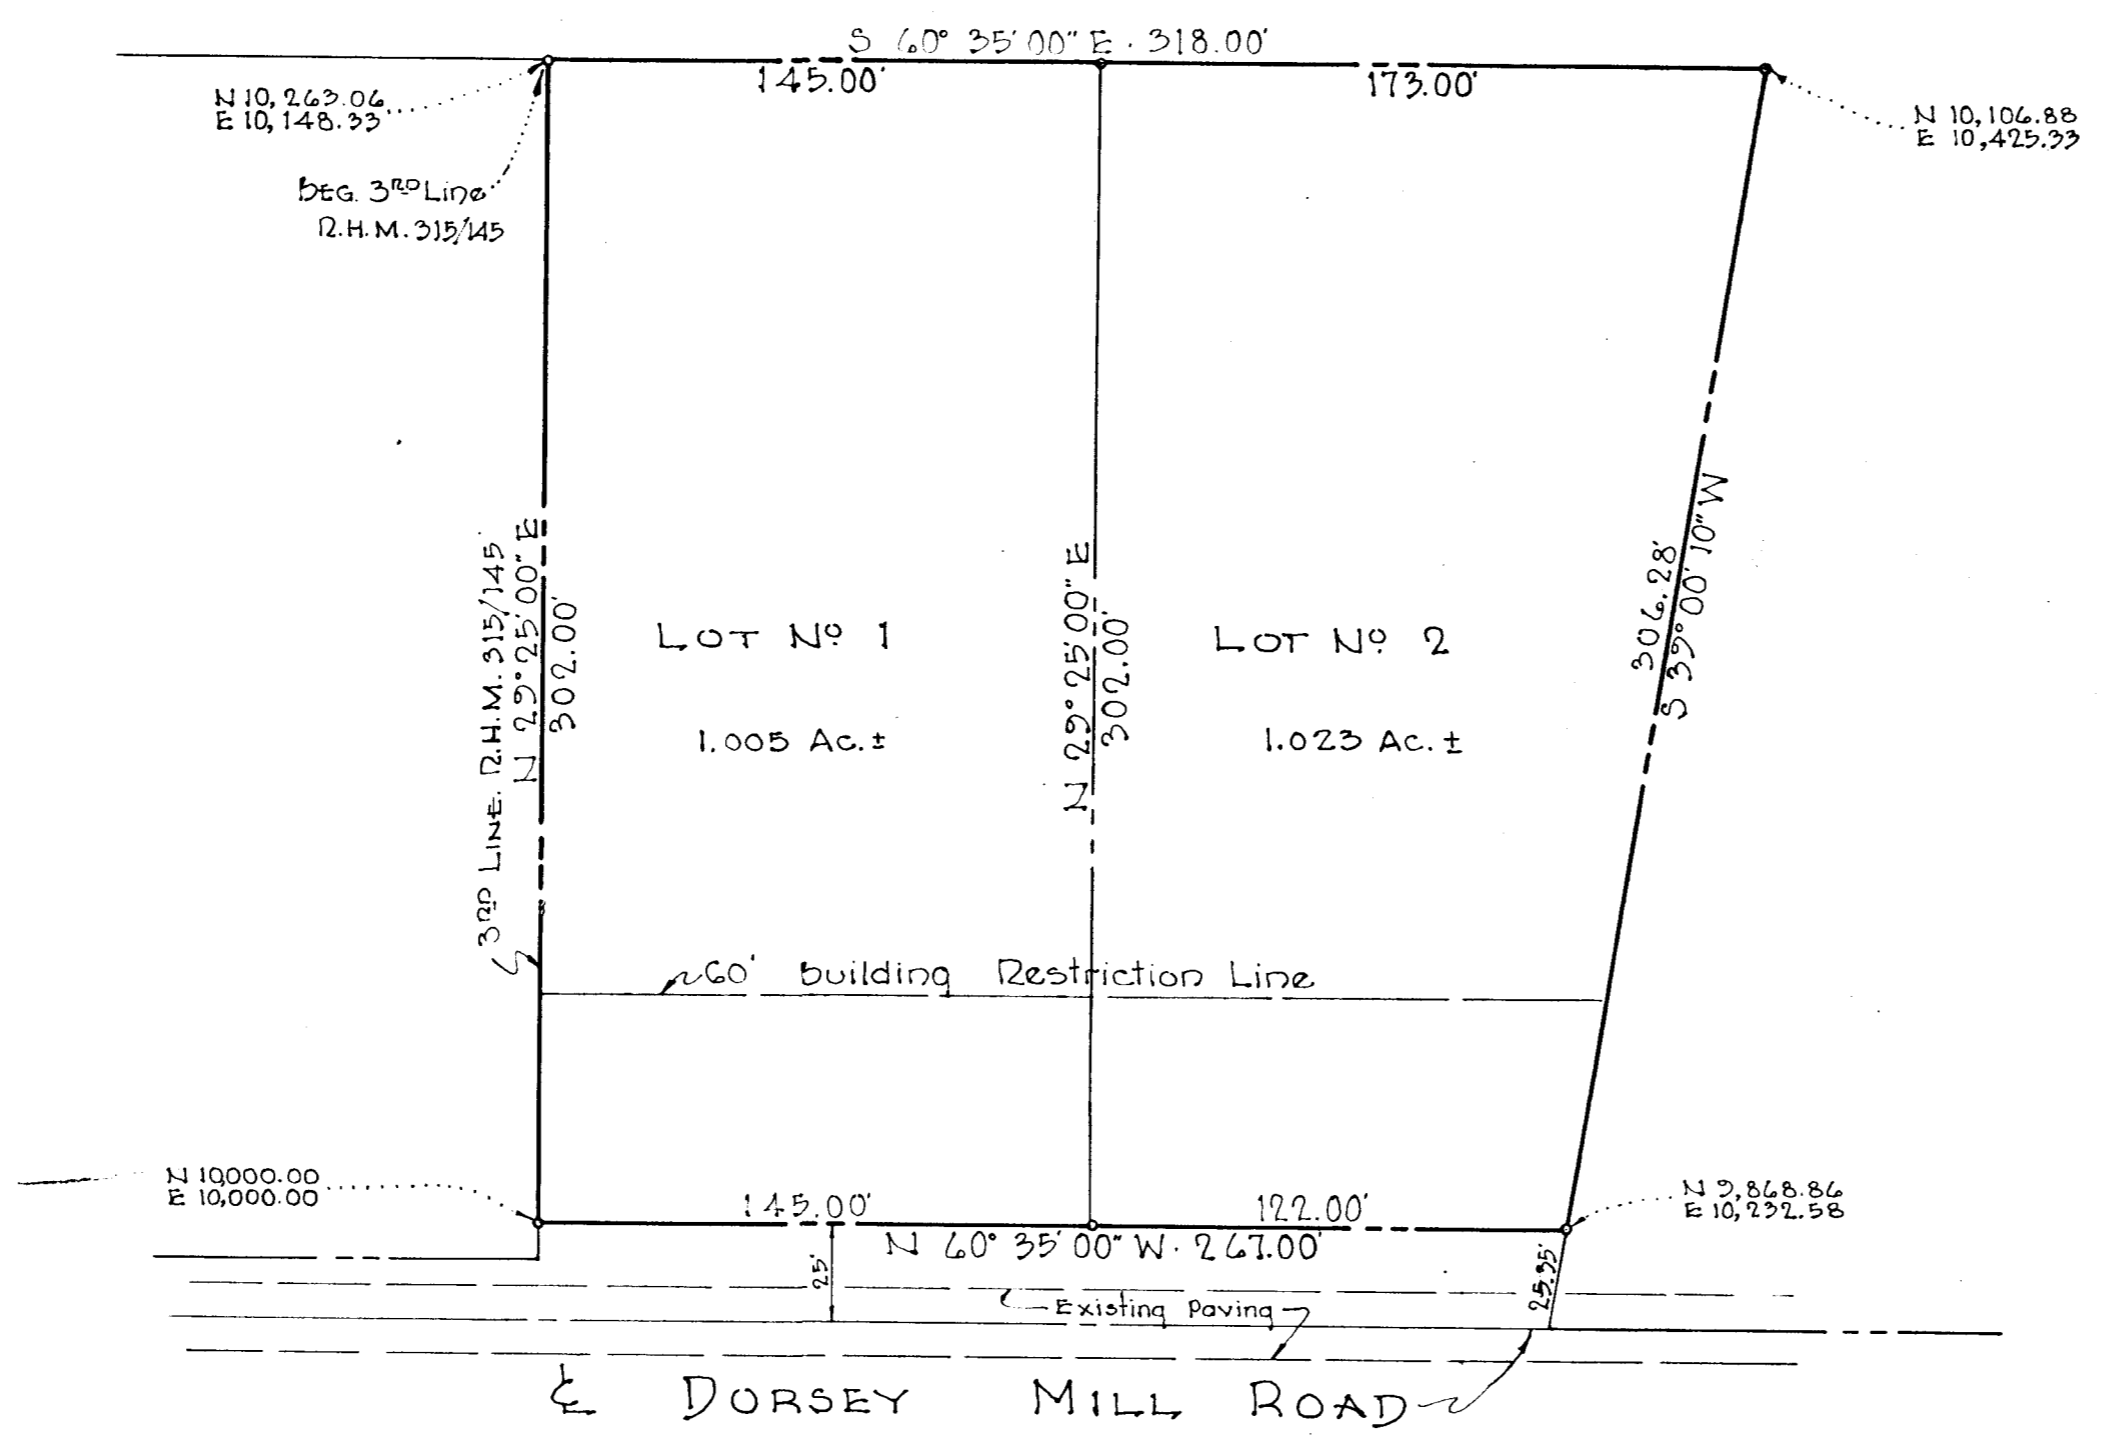 S 60° 35' 00" E . 318.00'
145.00'
173.00'
N 10,263.06
E 10,148.33
N 10,106.88
E 10,425.33
BEG. 3RD Line
R.H.M. 315/145
3RD LINE. R.H.M. 315/145
N 29° 25' 00" E
302.00'
N 29° 25' 00" E
302.00'
306.28'
S 39° 00' 10" W
LOT No 1
LOT No 2
1.005 Ac. ±
1.023 Ac. ±
60' Building Restriction Line
N 10,000.00
E 10,000.00
N 9,868.86
E 10,232.58
145.00'
122.00'
N 60° 35' 00" W . 267.00'
25'
25.35'
Existing Paving
℄ DORSEY MILL ROAD